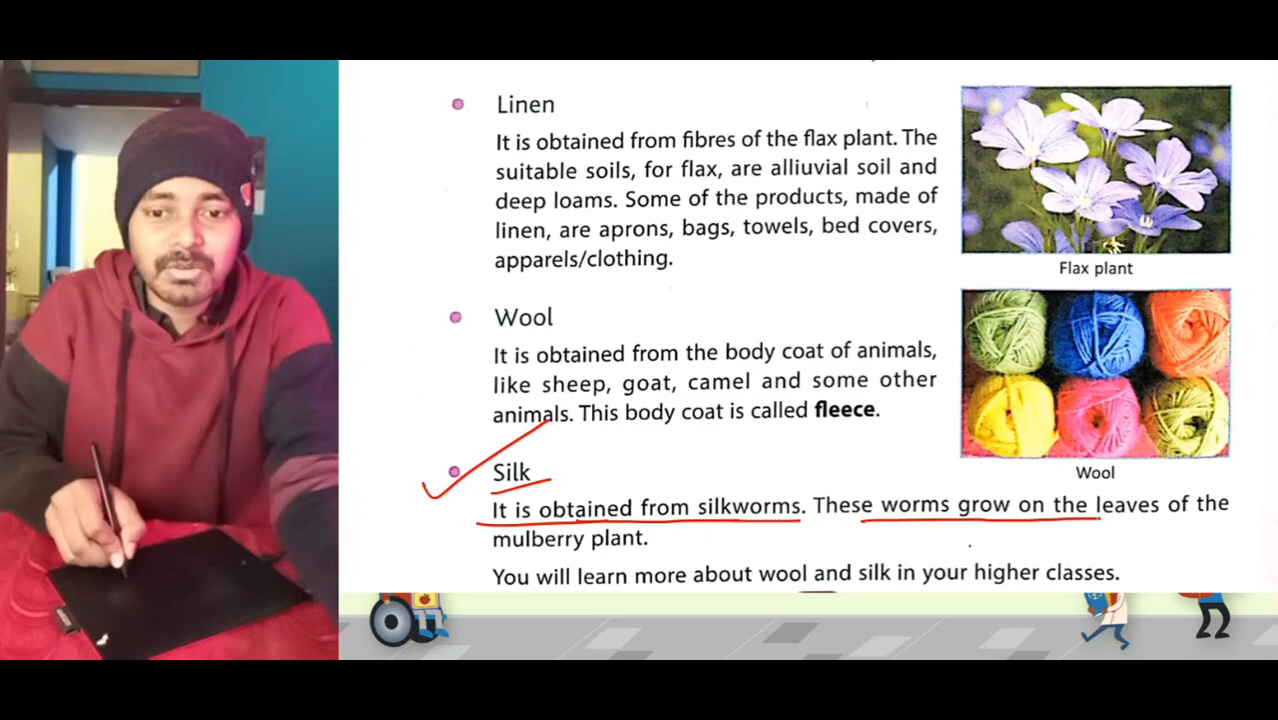 Linen
It is obtained from fibres of the flax plant. The
suitable soils, for flax, are alliuvial soil and
deep loams. Some of the products, made of
linen, are aprons, bags, towels, bed covers,
apparels/clothing.
Flax plant
Wool
It is obtained from the body coat of animals,
like sheep, goat, camel and some other
animals. This body coat is called fleece.
Wool
Silk
It is obtained from silkworms. These worms grow on the leaves of the
mulberry plant.
You will learn more about wool and silk in your higher classes.